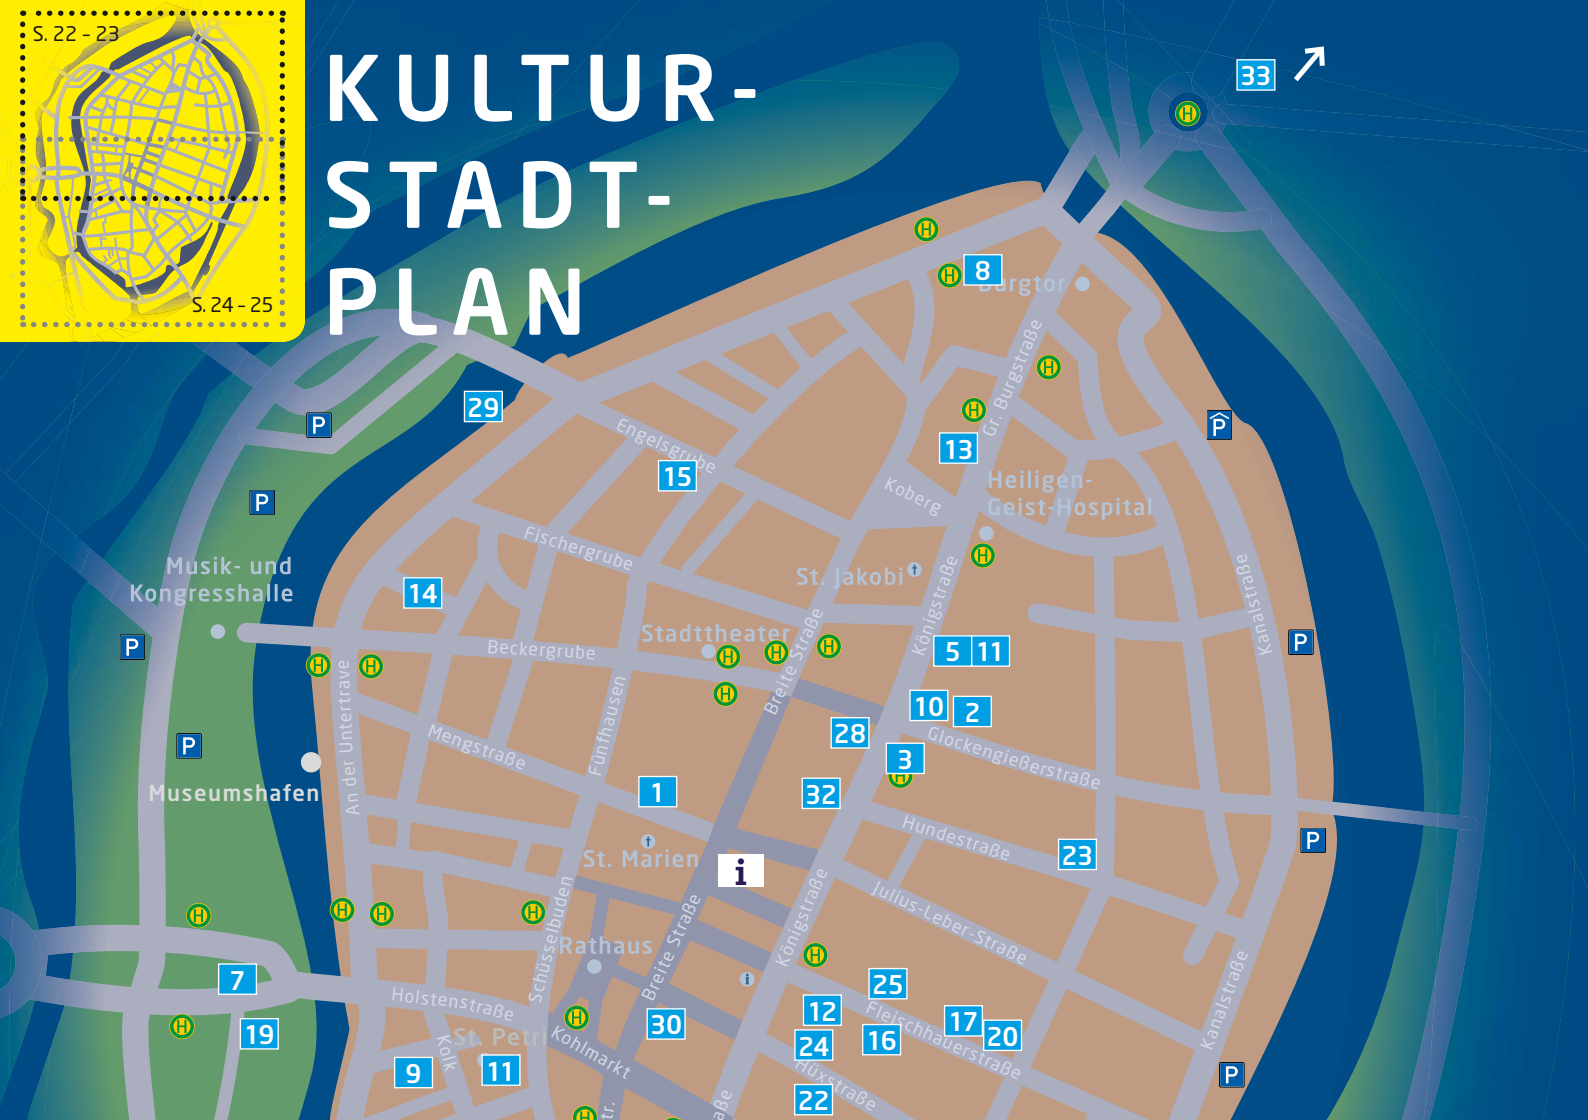 S. 22 – 23
S. 24 – 25
KULTUR-
STADT-
PLAN
33
H
H
H
8
Burgtor
H
29
P
H
Gr. Burgstraße
P
Engelsgrube
13
15
Koberg
Heiligen-
Geist-Hospital
P
Fischergrube
H
Musik- und
Kongresshalle
14
St. Jakobi
Königstraße
Kanalstraße
P
Stadttheater
Beckergrube
H
H
H
H
H
H
Breite Straße
5
11
P
An der Untertrave
Fünfhausen
10
2
P
Mengstraße
28
Glockengießerstraße
3
H
Museumshafen
1
32
Hundestraße
23
P
St. Marien
i
Julius-Leber-Straße
H
H
H
H
Schüsselbuden
Rathaus
Breite Straße
Königstraße
H
Kanalstraße
7
i
25
Holstenstraße
12
Fleischhauerstraße
17
H
19
H
30
20
St. Petri
Kohlmarkt
24
16
Kolk
9
11
Hüxstraße
P
22
H
tr.
aße